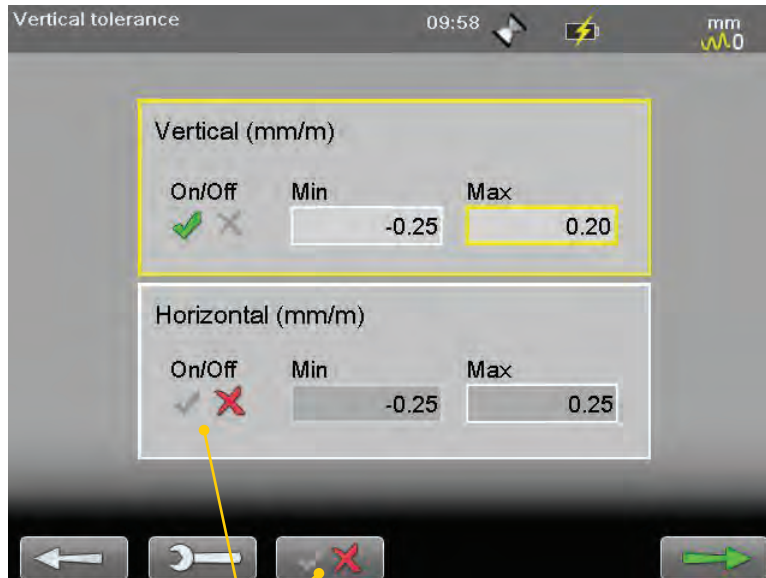 Vertical tolerance 09:58 mm
0
Vertical (mm/m)
On/Off Min Max
-0.25 0.20
Horizontal (mm/m)
On/Off Min Max
-0.25 0.25